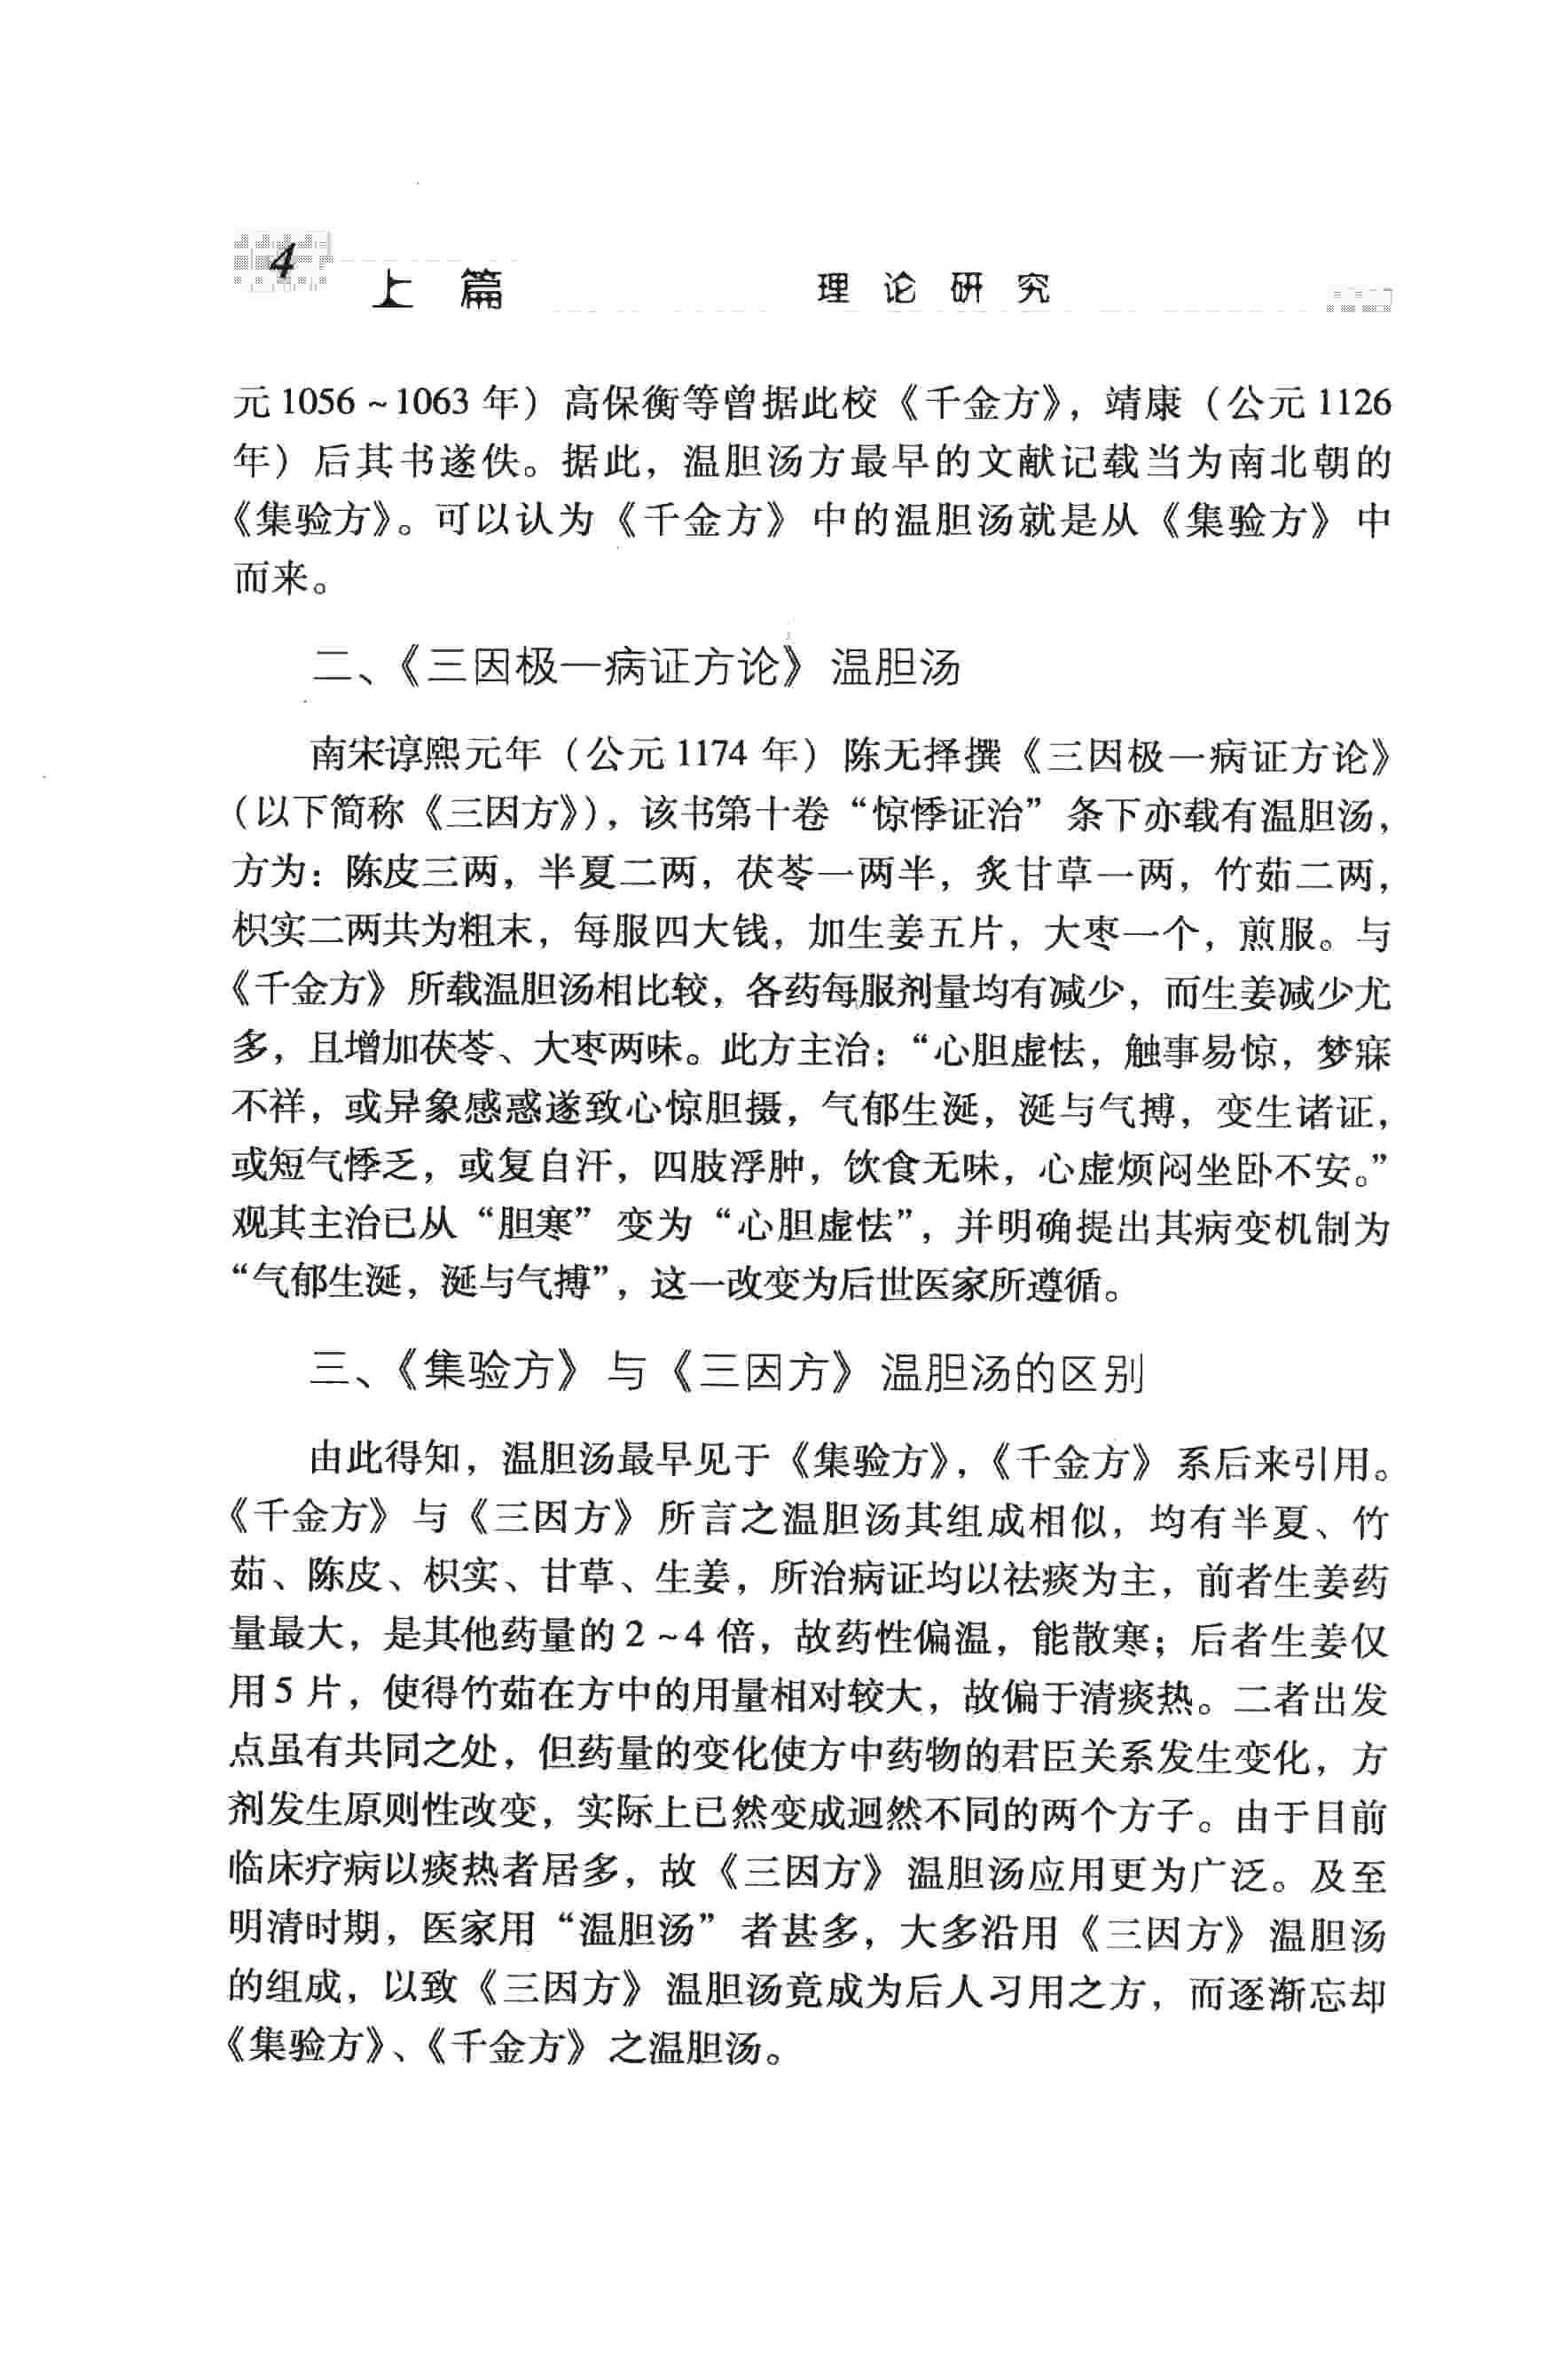 4
上 篇 理 论 研 究
元 1056 ~ 1063 年）高保衡等曾据此校《千金方》，靖康（公元 1126
年）后其书遂佚。据此，温胆汤方最早的文献记载当为南北朝的
《集验方》。可以认为《千金方》中的温胆汤就是从《集验方》中
而来。
二、《三因极一病证方论》温胆汤
南宋谆熙元年（公元 1174 年）陈无择撰《三因极一病证方论》
（以下简称《三因方》），该书第十卷“惊悸证治”条下亦载有温胆汤，
方为：陈皮三两，半夏二两，茯苓一两半，炙甘草一两，竹茹二两，
枳实二两共为粗末，每服四大钱，加生姜五片，大枣一个，煎服。与
《千金方》所载温胆汤相比较，各药每服剂量均有减少，而生姜减少尤
多，且增加茯苓、大枣两味。此方主治：“心胆虚怯，触事易惊，梦寐
不祥，或异象感惑遂致心惊胆摄，气郁生涎，涎与气搏，变生诸证，
或短气悸乏，或复自汗，四肢浮肿，饮食无味，心虚烦闷坐卧不安。”
观其主治已从“胆寒”变为“心胆虚怯”，并明确提出其病变机制为
“气郁生涎，涎与气搏”，这一改变为后世医家所遵循。
三、《集验方》与《三因方》温胆汤的区别
由此得知，温胆汤最早见于《集验方》，《千金方》系后来引用。
《千金方》与《三因方》所言之温胆汤其组成相似，均有半夏、竹
茹、陈皮、枳实、甘草、生姜，所治病证均以祛痰为主，前者生姜药
量最大，是其他药量的 2 ~ 4 倍，故药性偏温，能散寒；后者生姜仅
用 5 片，使得竹茹在方中的用量相对较大，故偏于清痰热。二者出发
点虽有共同之处，但药量的变化使方中药物的君臣关系发生变化，方
剂发生原则性改变，实际上已然变成迥然不同的两个方子。由于目前
临床疗病以痰热者居多，故《三因方》温胆汤应用更为广泛。及至
明清时期，医家用“温胆汤”者甚多，大多沿用《三因方》温胆汤
的组成，以致《三因方》温胆汤竟成为后人习用之方，而逐渐忘却
《集验方》、《千金方》之温胆汤。